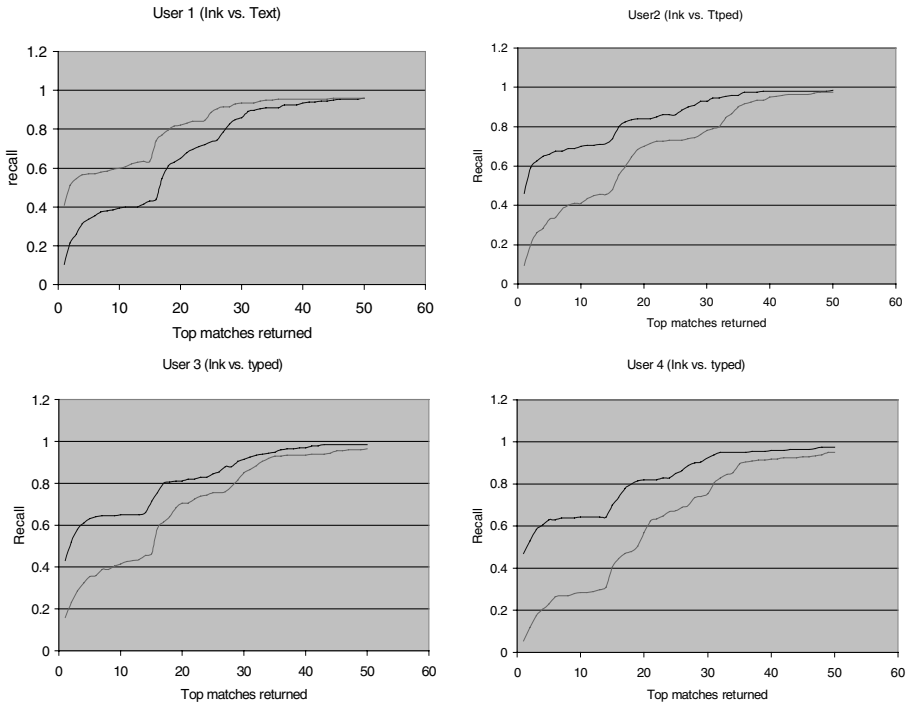 User 1 (Ink vs. Text)
1.2
1
0.8
0.6
0.4
0.2
0
recall
0 10 20 30 40 50 60
Top matches returned
User2 (Ink vs. Ttped)
1.2
1
0.8
0.6
0.4
0.2
0
Recall
0 10 20 30 40 50 60
Top matches returned
User 3 (Ink vs. typed)
1.2
1
0.8
0.6
0.4
0.2
0
Recall
0 10 20 30 40 50 60
Top matches returned
User 4 (Ink vs. typed)
1.2
1
0.8
0.6
0.4
0.2
0
Recall
0 10 20 30 40 50 60
Top matches returned